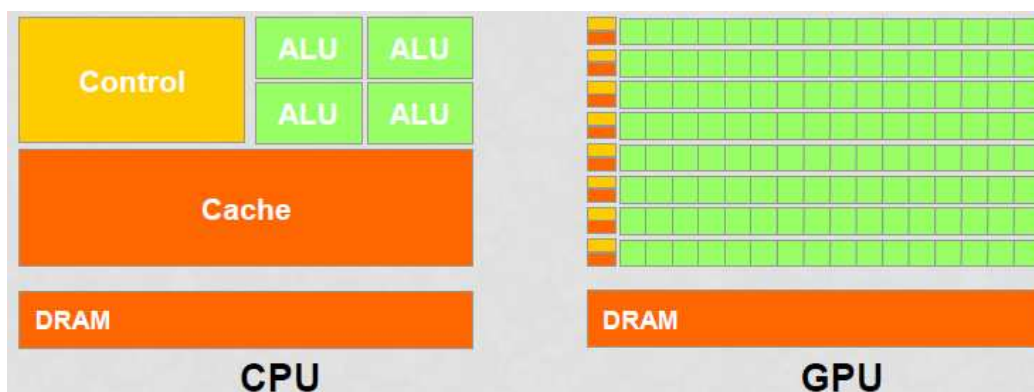 Control
ALU ALU
ALU ALU
Cache
DRAM
CPU
DRAM
GPU